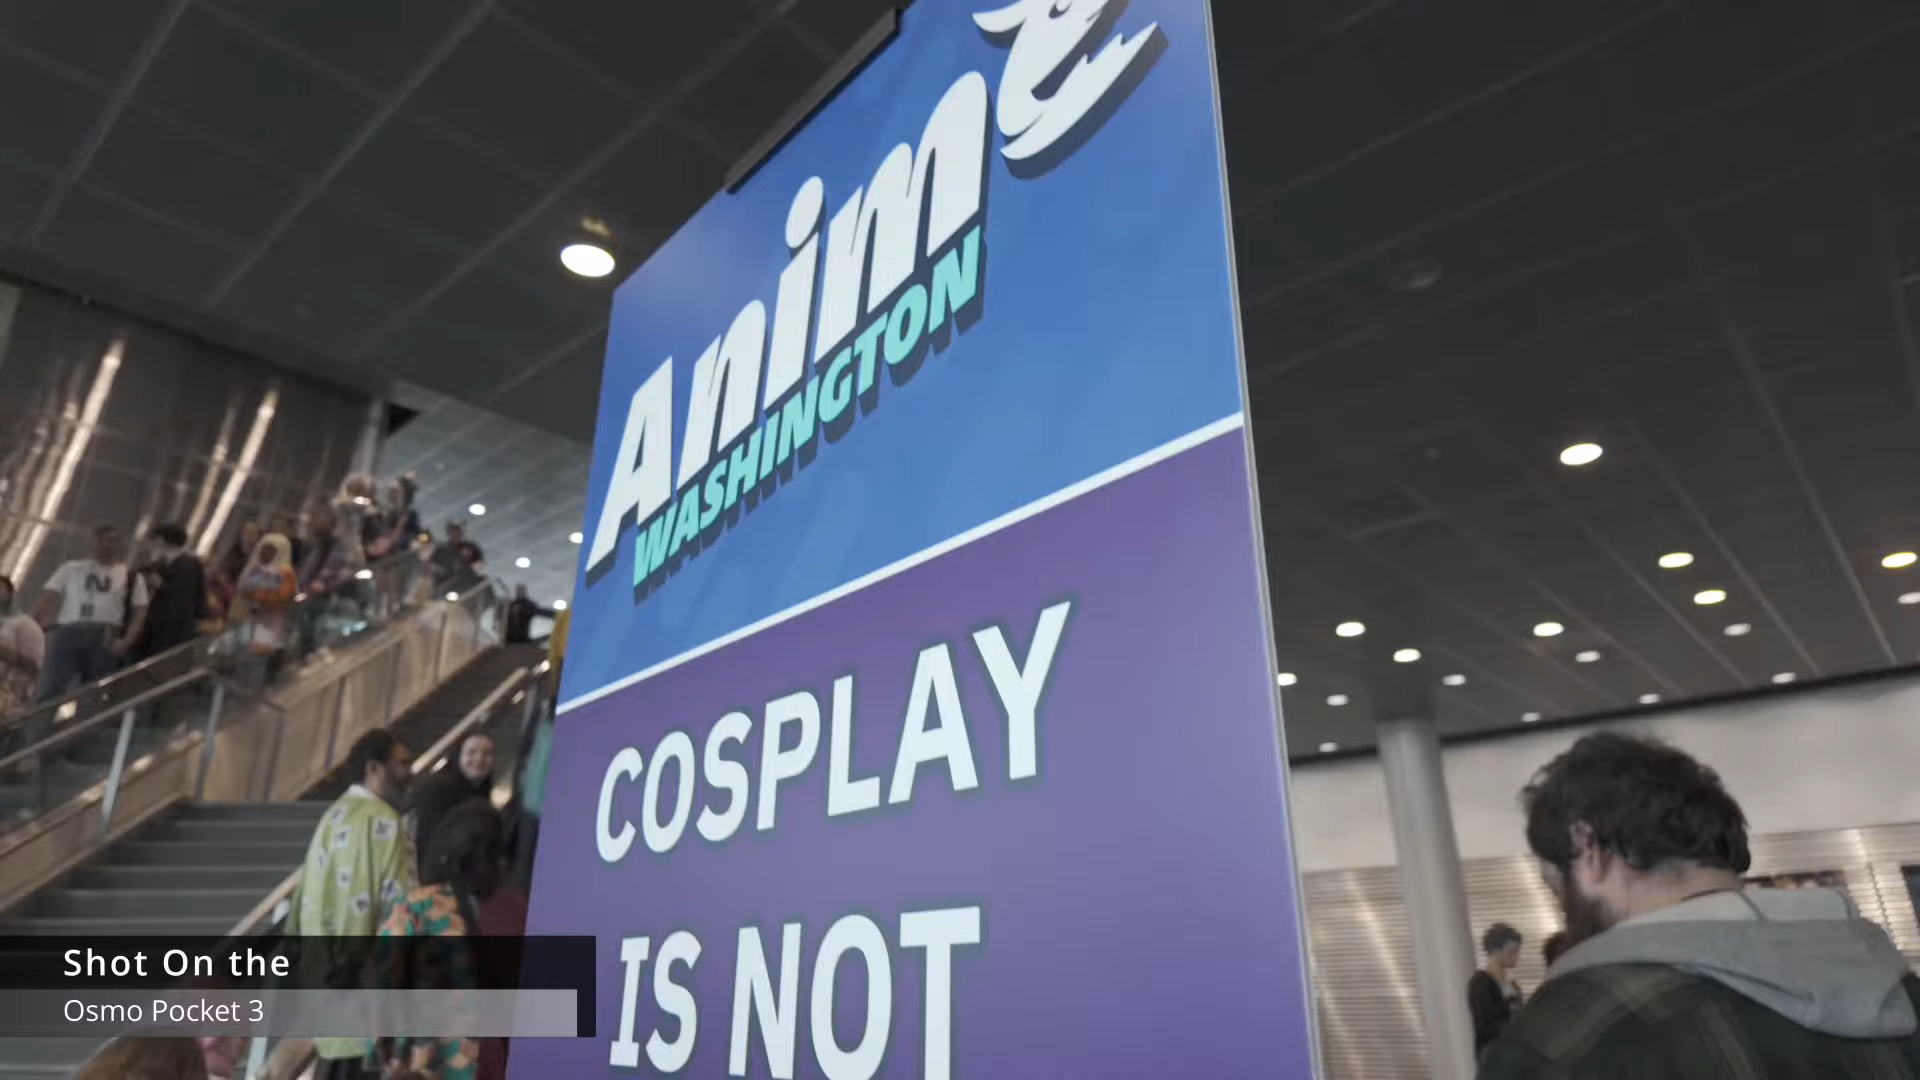 Anime
WASHINGTON
COSPLAY
IS NOT
Shot On the
Osmo Pocket 3